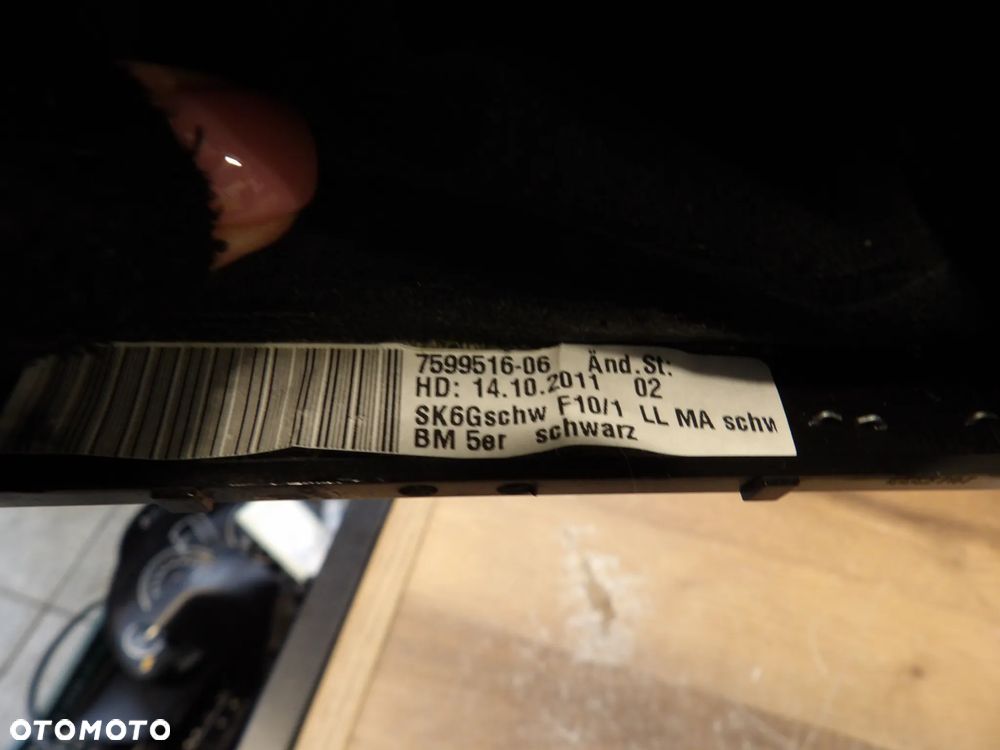 7599516-06 Änd.St:
HD: 14.10.2011 02
SK6Gschw F10/1 LL MA schw
BM 5er schwarz
OTOMOTO